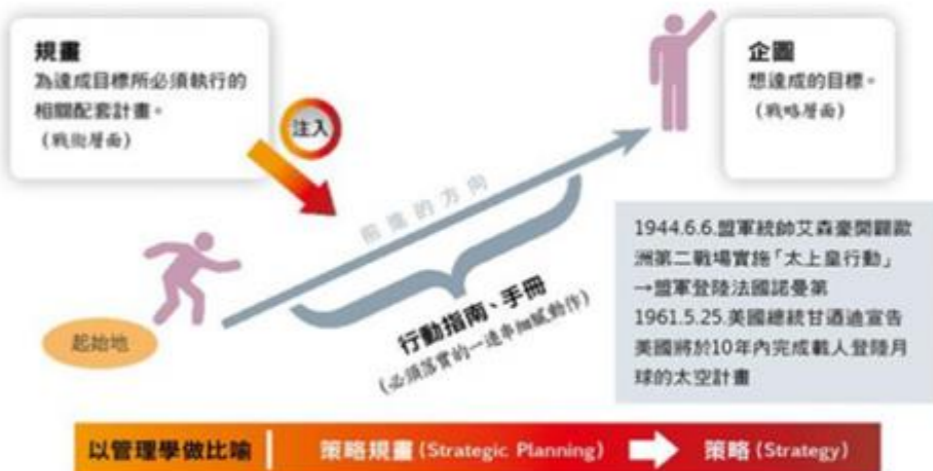 規畫
為達成目標所必須執行的
相關配套計畫。
(戰術層面)
注入
企圖
想達成的目標。
(戰略層面)
前進的方向
起始地
行動指南、手冊
(必須落實的一連串細膩動作)
1944.6.6.盟軍統帥艾森豪開闢歐
洲第二戰場實施「太上皇行動」
→盟軍登陸法國諾曼第
1961.5.25.美國總統甘迺迪宣告
美國將於10年內完成載人登陸月
球的太空計畫
以管理學做比喻
策略規畫(Strategic Planning)
策略(Strategy)